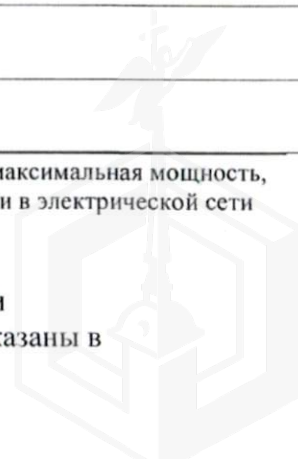 максимальная мощность,
и в электрической сети
и
казаны в